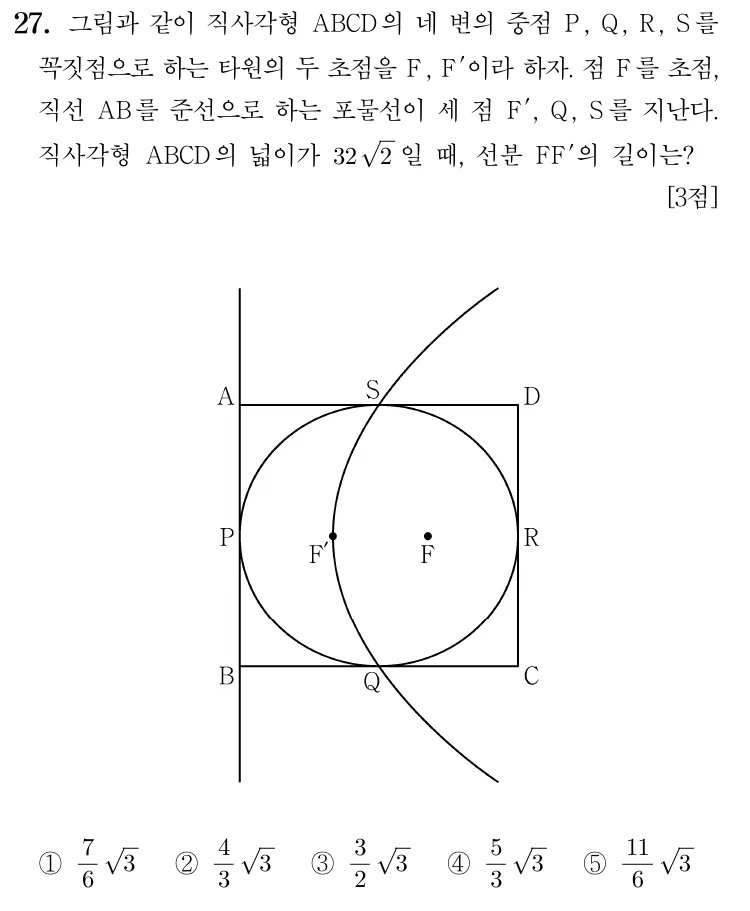 27. 그림과 같이 직사각형 ABCD의 네 변의 중점 P, Q, R, S를
꼭짓점으로 하는 타원의 두 초점을 F, F′이라 하자. 점 F를 초점,
직선 AB를 준선으로 하는 포물선이 세 점 F′, Q, S를 지난다.
직사각형 ABCD의 넓이가 32√2 일 때, 선분 FF′의 길이는?
[3점]
A S D
P F′ F R
B Q C
① 7/6 √3 ② 4/3 √3 ③ 3/2 √3 ④ 5/3 √3 ⑤ 11/6 √3